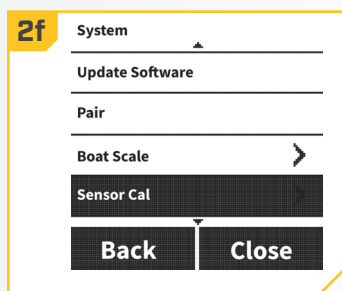 2f
System
Update Software
Pair
Boat Scale
Sensor Cal
Back Close